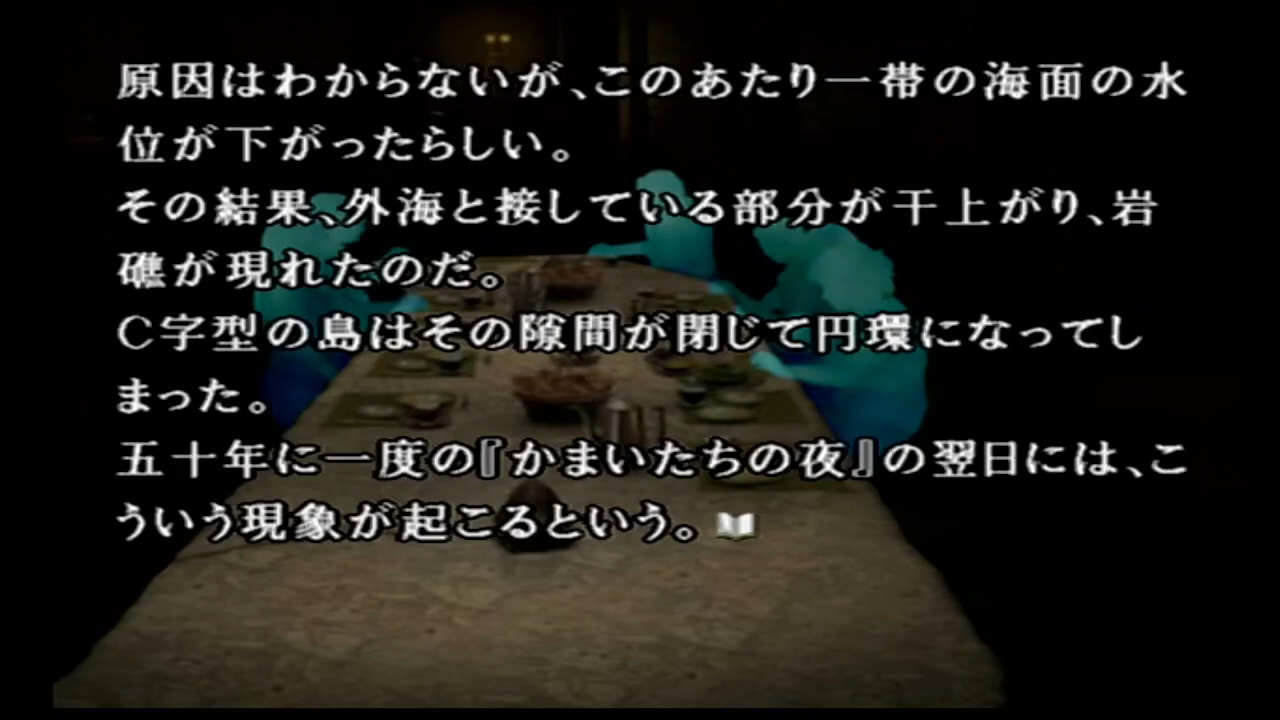 原因はわからないが、このあたり一帯の海面の水
位が下がったらしい。
その結果、外海と接している部分が干上がり、岩
礁が現れたのだ。
C字型の島はその隙間が閉じて円環になってし
まった。
五十年に一度の『かまいたちの夜』の翌日には、こ
ういう現象が起こるという。